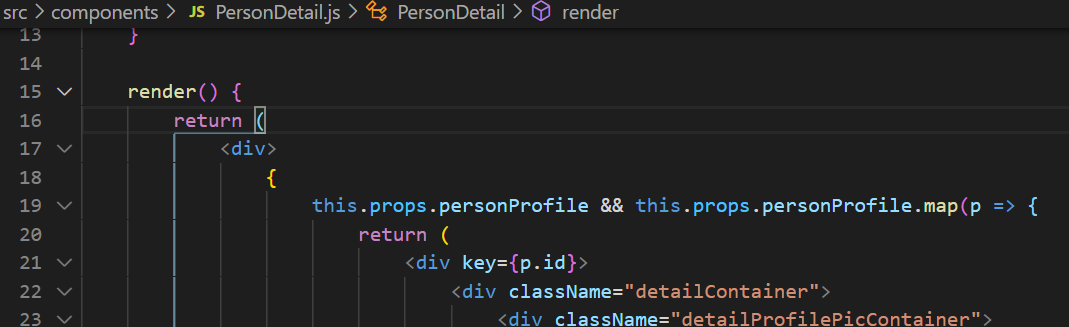 src > components > JS PersonDetail.js > PersonDetail > render
13 }
14
15 render() {
16 return (
17 <div>
18 {
19 this.props.personProfile && this.props.personProfile.map(p => {
20 return (
21 <div key={p.id}>
22 <div className="detailContainer">
23 <div className="detailProfilePicContainer">